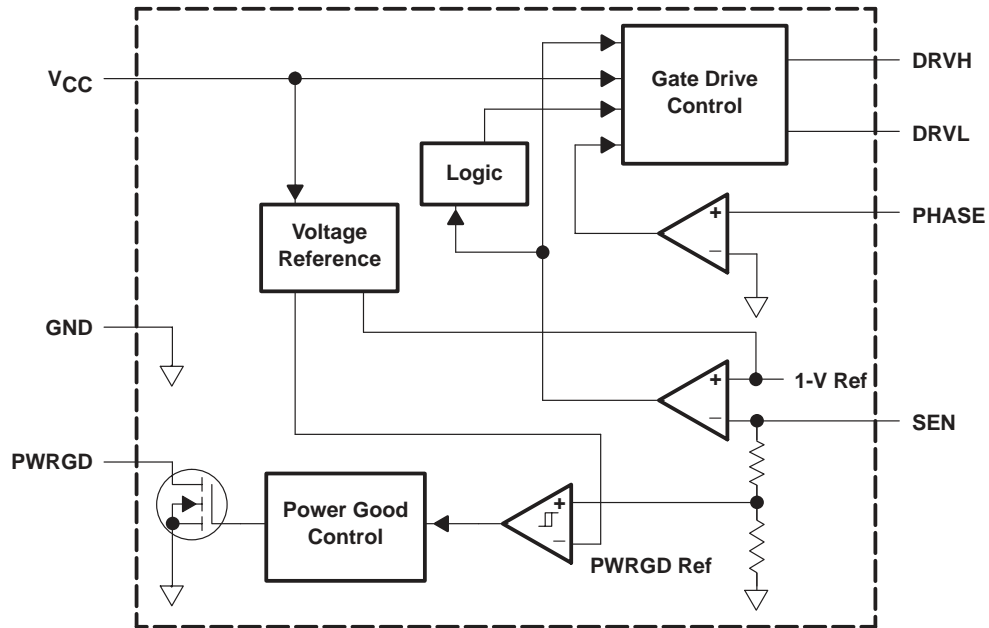 VCC
Gate Drive
Control
DRVH
DRVL
Logic
PHASE
+
–
Voltage
Reference
GND
+
–
1-V Ref
SEN
PWRGD
Power Good
Control
+
–
PWRGD Ref